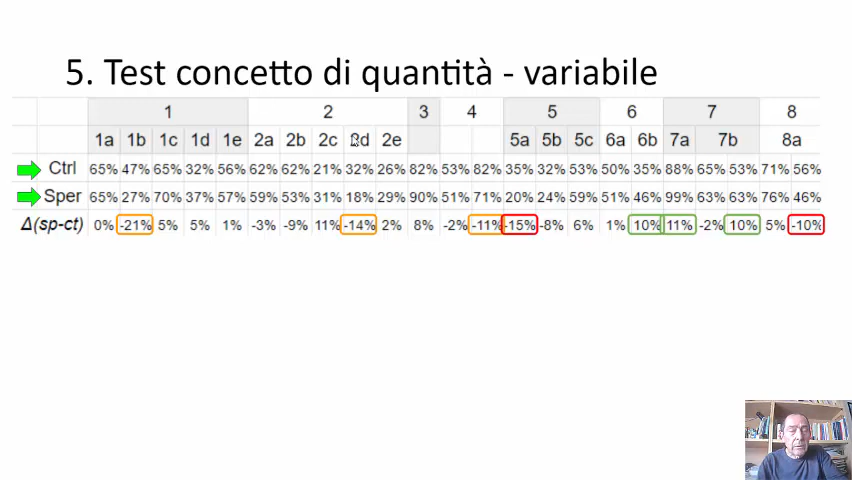 5. Test concetto di quantità - variabile
1 2 3 4 5 6 7 8
1a 1b 1c 1d 1e 2a 2b 2c 2d 2e 5a 5b 5c 6a 6b 7a 7b 8a
Ctrl 65% 47% 65% 32% 56% 62% 62% 21% 32% 26% 82% 53% 82% 35% 32% 53% 50% 35% 88% 65% 53% 71% 56%
Sper 65% 27% 70% 37% 57% 59% 53% 31% 18% 29% 90% 51% 71% 20% 24% 59% 51% 46% 99% 63% 63% 76% 46%
Δ(sp-ct) 0% -21% 5% 5% 1% -3% -9% 11% -14% 2% 8% -2% -11% -15% -8% 6% 1% 10% 11% -2% 10% 5% -10%